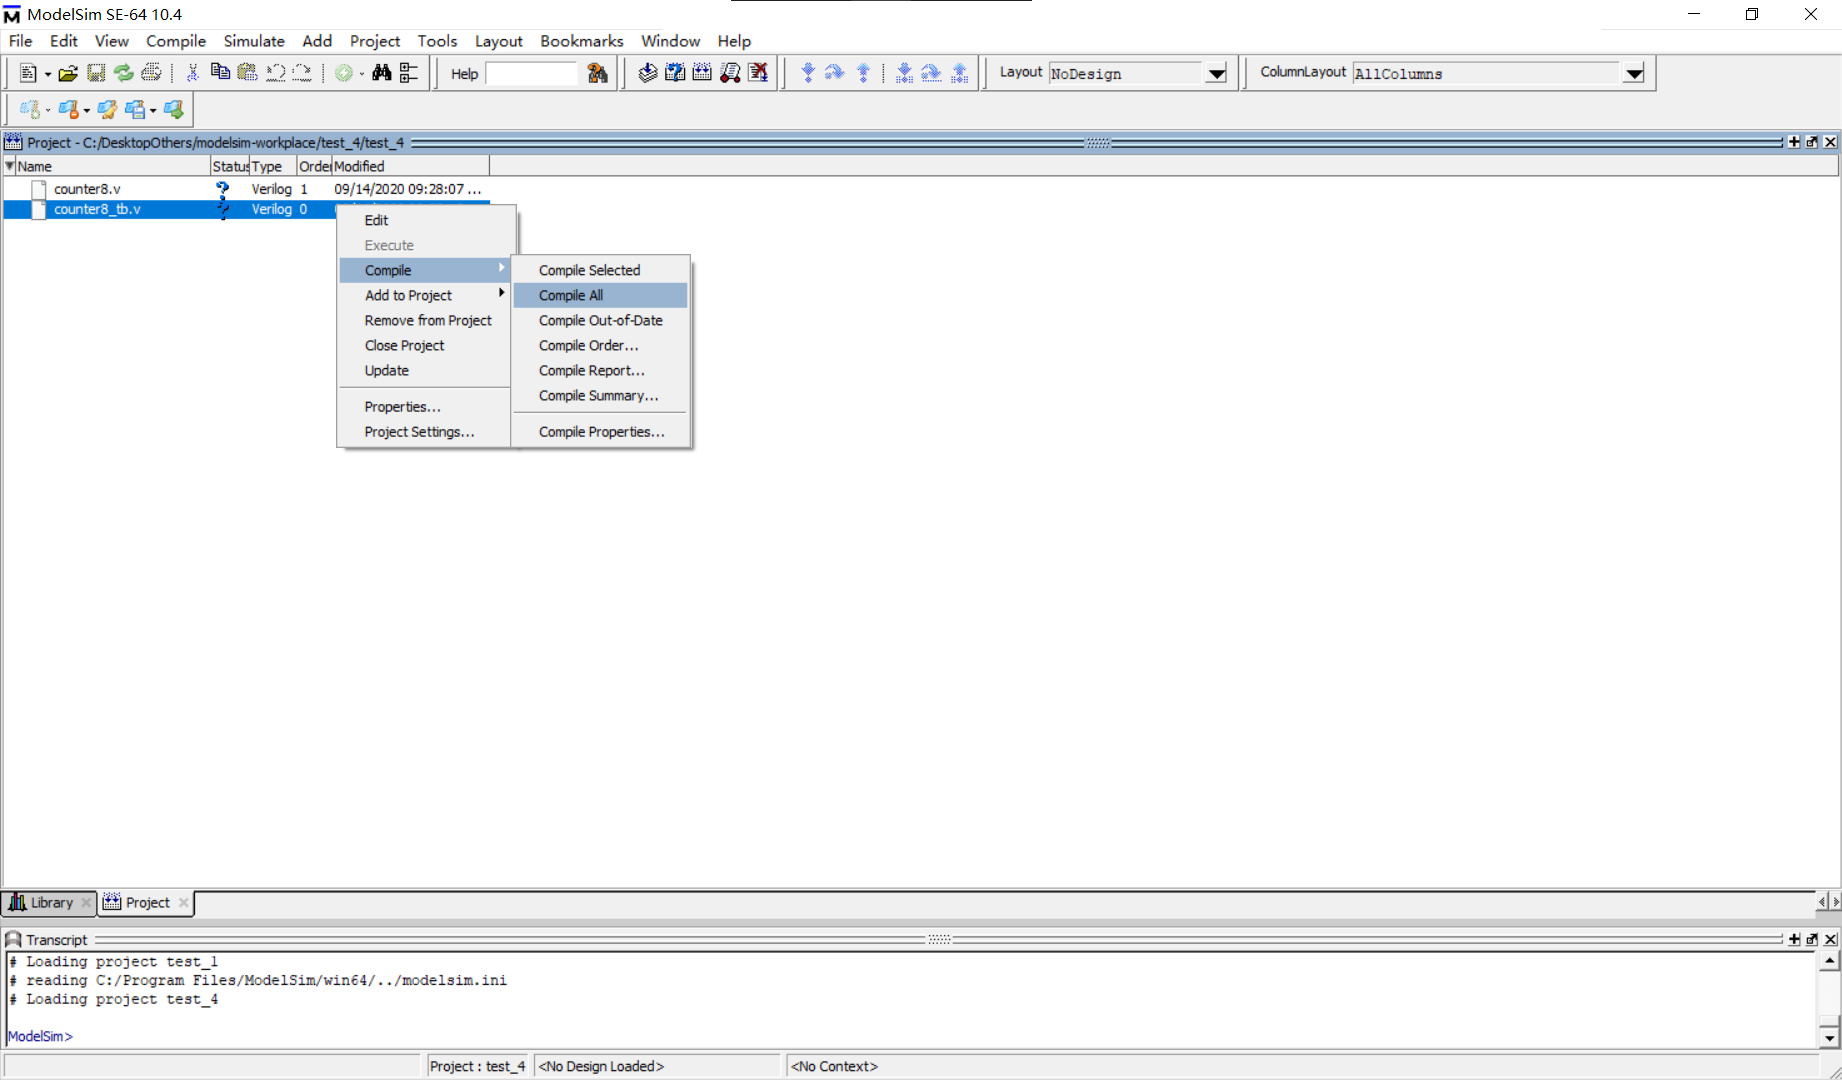 ModelSim SE-64 10.4
File Edit View Compile Simulate Add Project Tools Layout Bookmarks Window Help
Help Layout NoDesign ColumnLayout AllColumns
Project - C:/DesktopOthers/modelsim-workplace/test_4/test_4
Name Status Type Order Modified
counter8.v ? Verilog 1 09/14/2020 09:28:07 ...
counter8_tb.v ? Verilog 0
Edit
Execute
Compile
Add to Project
Remove from Project
Close Project
Update
Properties...
Project Settings...
Compile Selected
Compile All
Compile Out-of-Date
Compile Order...
Compile Report...
Compile Summary...
Compile Properties...
Library Project
Transcript
# Loading project test_1
# reading C:/Program Files/ModelSim/win64/../modelsim.ini
# Loading project test_4
ModelSim>
Project : test_4 <No Design Loaded> <No Context>